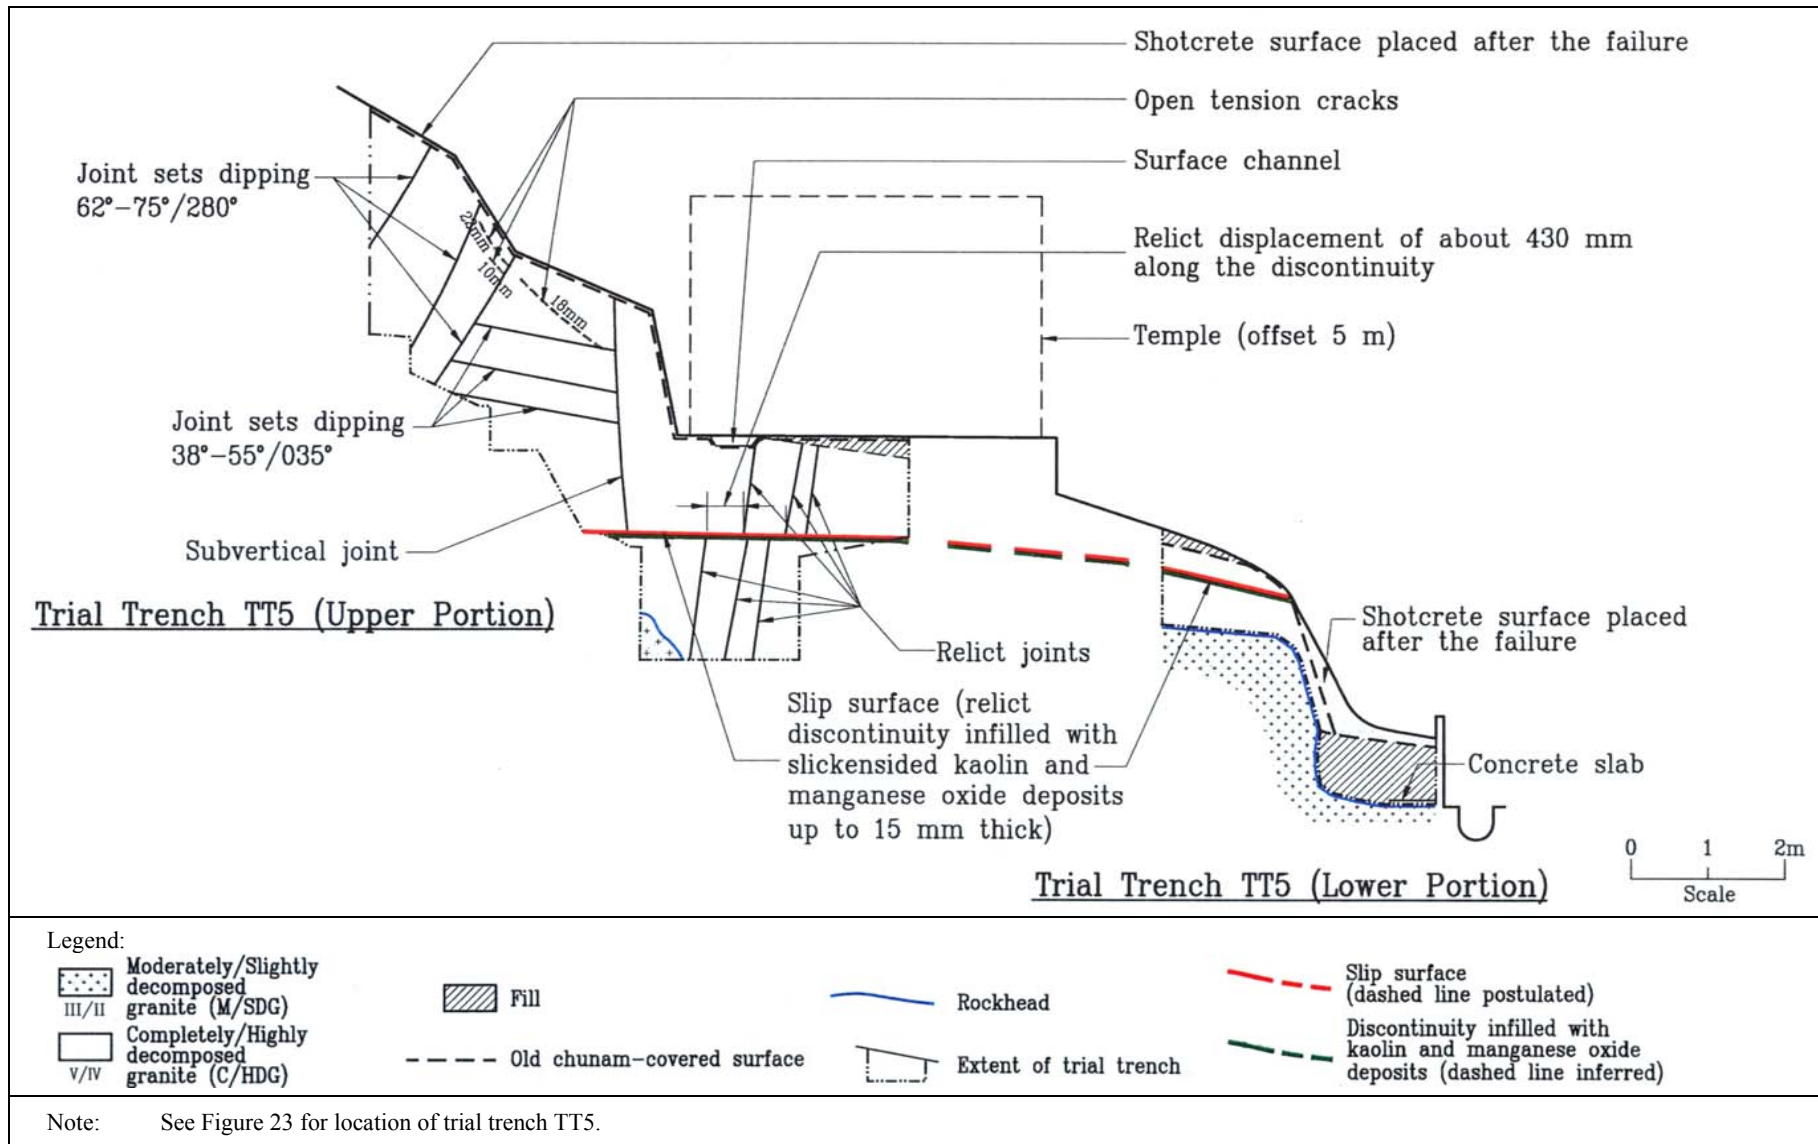 Shotcrete surface placed after the failure
Open tension cracks
Surface channel
Joint sets dipping
62°-75°/280°
22mm
10mm
18mm
Relict displacement of about 430 mm
along the discontinuity
Temple (offset 5 m)
Joint sets dipping
38°-55°/035°
Subvertical joint
Trial Trench TT5 (Upper Portion)
Relict joints
Shotcrete surface placed
after the failure
Slip surface (relict
discontinuity infilled with
slickensided kaolin and
manganese oxide deposits
up to 15 mm thick)
Concrete slab
Trial Trench TT5 (Lower Portion)
0 1 2m
Scale
Legend:
Moderately/Slightly
decomposed
granite (M/SDG)
III/II
Completely/Highly
decomposed
granite (C/HDG)
V/IV
Fill
Old chunam-covered surface
Rockhead
Extent of trial trench
Slip surface
(dashed line postulated)
Discontinuity infilled with
kaolin and manganese oxide
deposits (dashed line inferred)
Note: See Figure 23 for location of trial trench TT5.